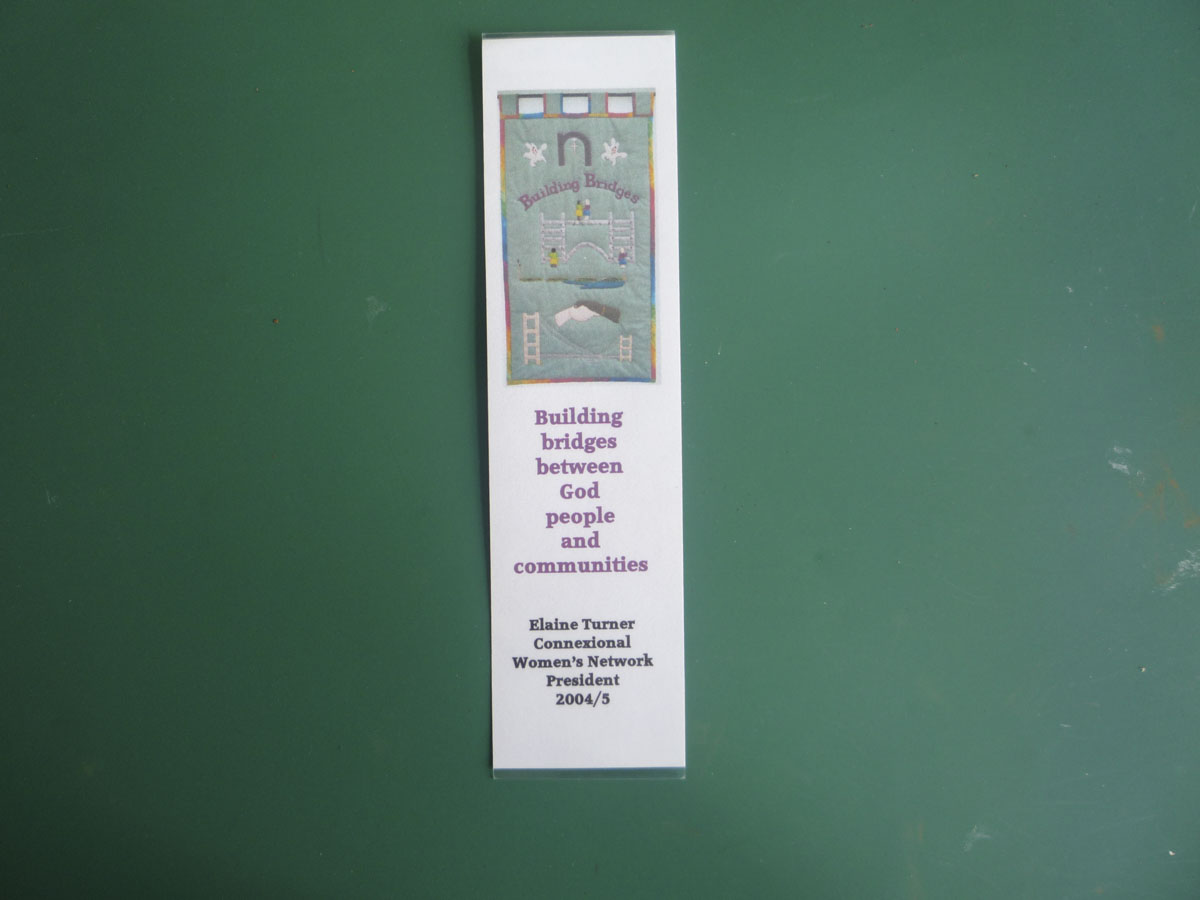 n
Building Bridges
Building
bridges
between
God
people
and
communities
Elaine Turner
Connexional
Women's Network
President
2004/5